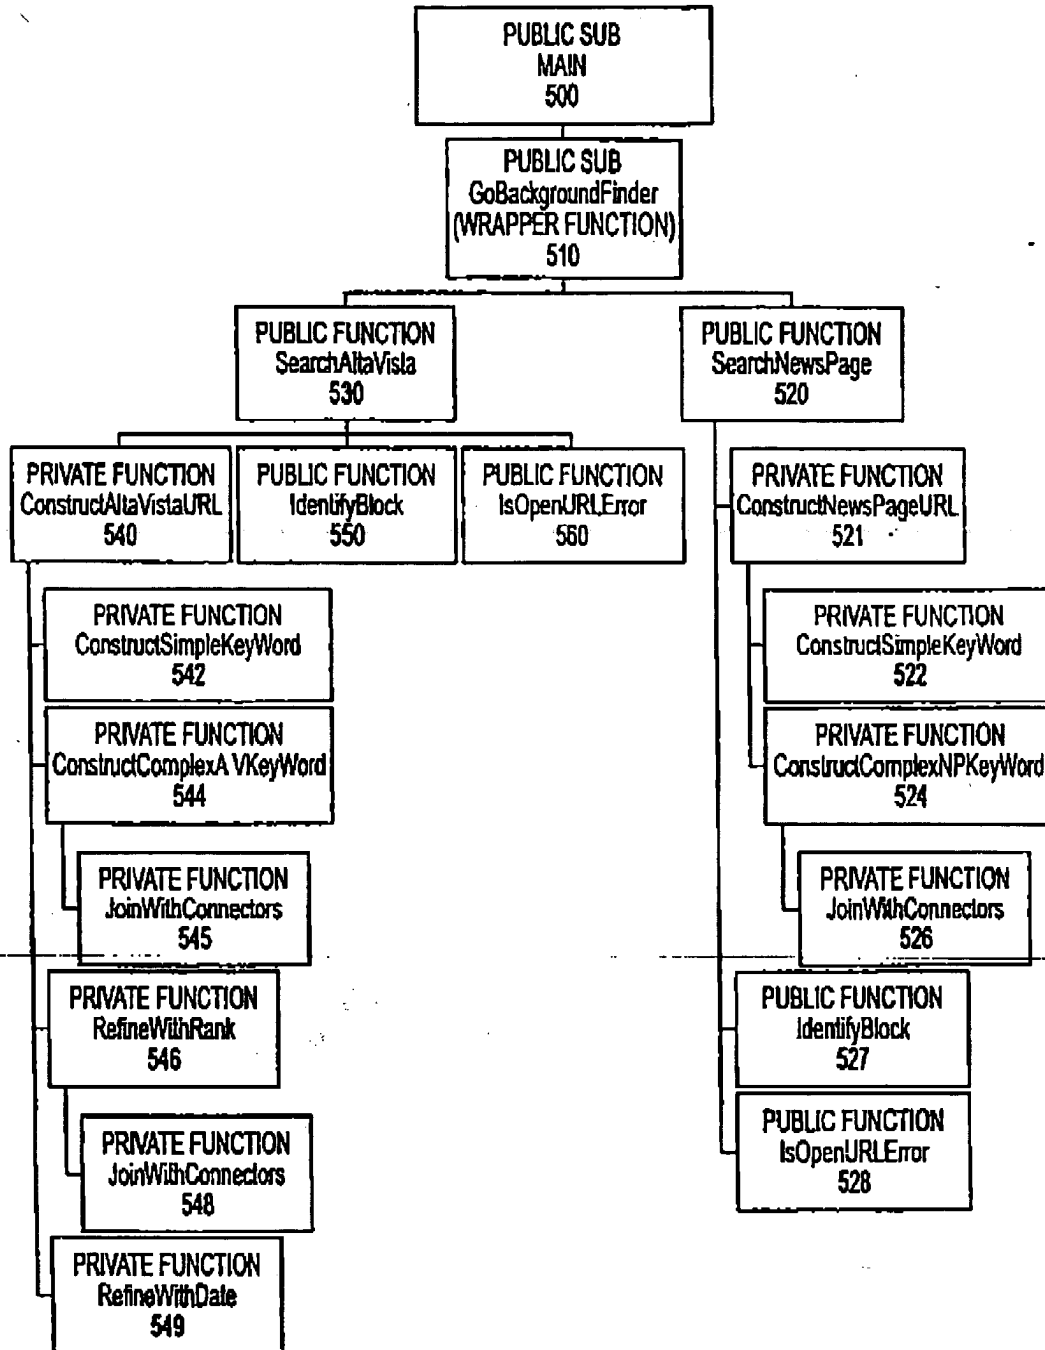 PUBLIC SUB
MAIN
500
PUBLIC SUB
GoBackgroundFinder
(WRAPPER FUNCTION)
510
PUBLIC FUNCTION
SearchAltaVista
530
PUBLIC FUNCTION
SearchNewsPage
520
PRIVATE FUNCTION
ConstructAltaVistaURL
540
PUBLIC FUNCTION
IdentifyBlock
550
PUBLIC FUNCTION
IsOpenURLError
560
PRIVATE FUNCTION
ConstructNewsPageURL
521
PRIVATE FUNCTION
ConstructSimpleKeyWord
542
PRIVATE FUNCTION
ConstructComplexAVKeyWord
544
PRIVATE FUNCTION
JoinWithConnectors
545
PRIVATE FUNCTION
RefineWithRank
546
PRIVATE FUNCTION
JoinWithConnectors
548
PRIVATE FUNCTION
RefineWithDate
549
PRIVATE FUNCTION
ConstructSimpleKeyWord
522
PRIVATE FUNCTION
ConstructComplexNPKeyWord
524
PRIVATE FUNCTION
JoinWithConnectors
526
PUBLIC FUNCTION
IdentifyBlock
527
PUBLIC FUNCTION
IsOpenURLError
528